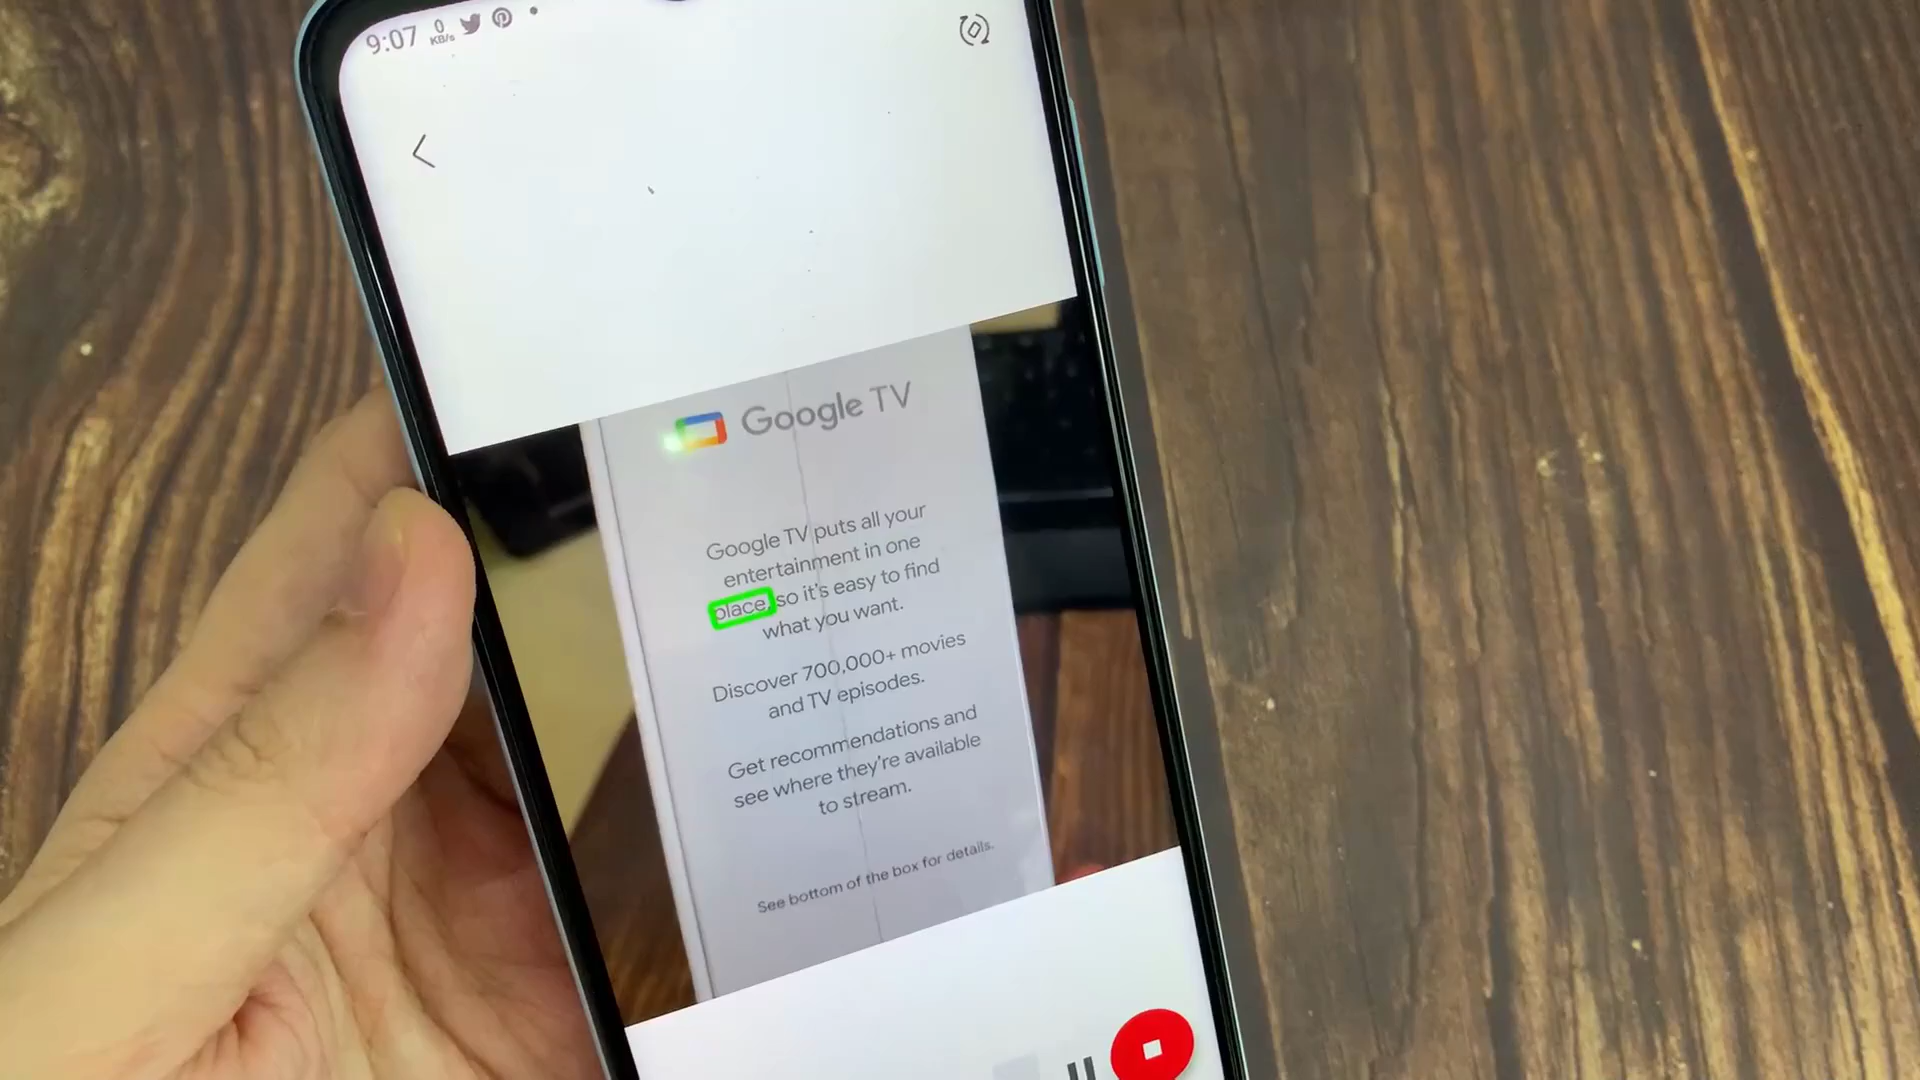 9:07 0 KB/s
Google TV
Google TV puts all your
entertainment in one
place, so it's easy to find
what you want.
Discover 700,000+ movies
and TV episodes.
Get recommendations and
see where they're available
to stream.
See bottom of the box for details.